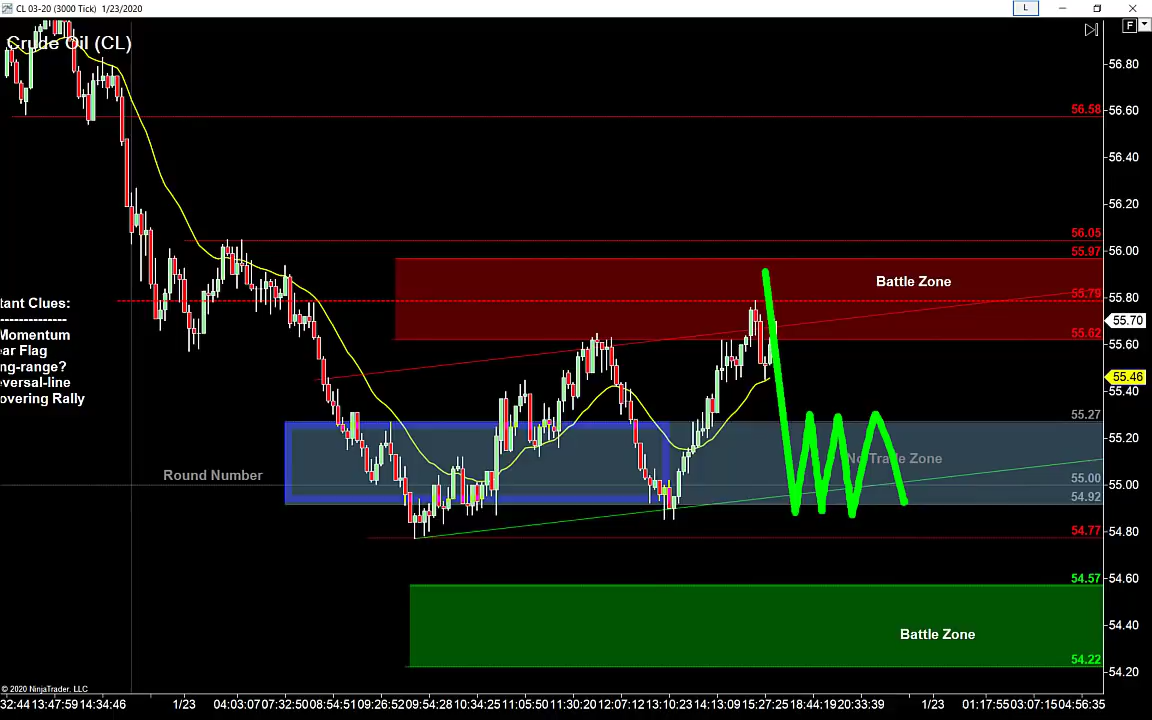 CL 03-20 (3000 Tick) 1/23/2020
L
F
Crude Oil (CL)
56.80
56.58
56.60
56.40
56.20
56.05
55.97
56.00
Battle Zone
55.79
55.80
55.70
55.62
55.60
tant Clues:
--------------
Momentum
ear Flag
ng-range?
eversal-line
overing Rally
55.46
55.40
55.27
55.20
No Trade Zone
Round Number
55.00
55.00
54.92
54.77
54.80
54.57
54.60
Battle Zone
54.40
54.22
54.20
© 2020 NinjaTrader, LLC
32:44 13:47:59 14:34:46 1/23 04:03:07 07:32:50 08:54:51 09:26:52 09:54:28 10:34:25 11:05:50 11:30:20 12:07:12 13:10:23 14:13:09 15:27:25 18:44:19 20:33:39 1/23 01:17:55 03:07:15 04:56:35